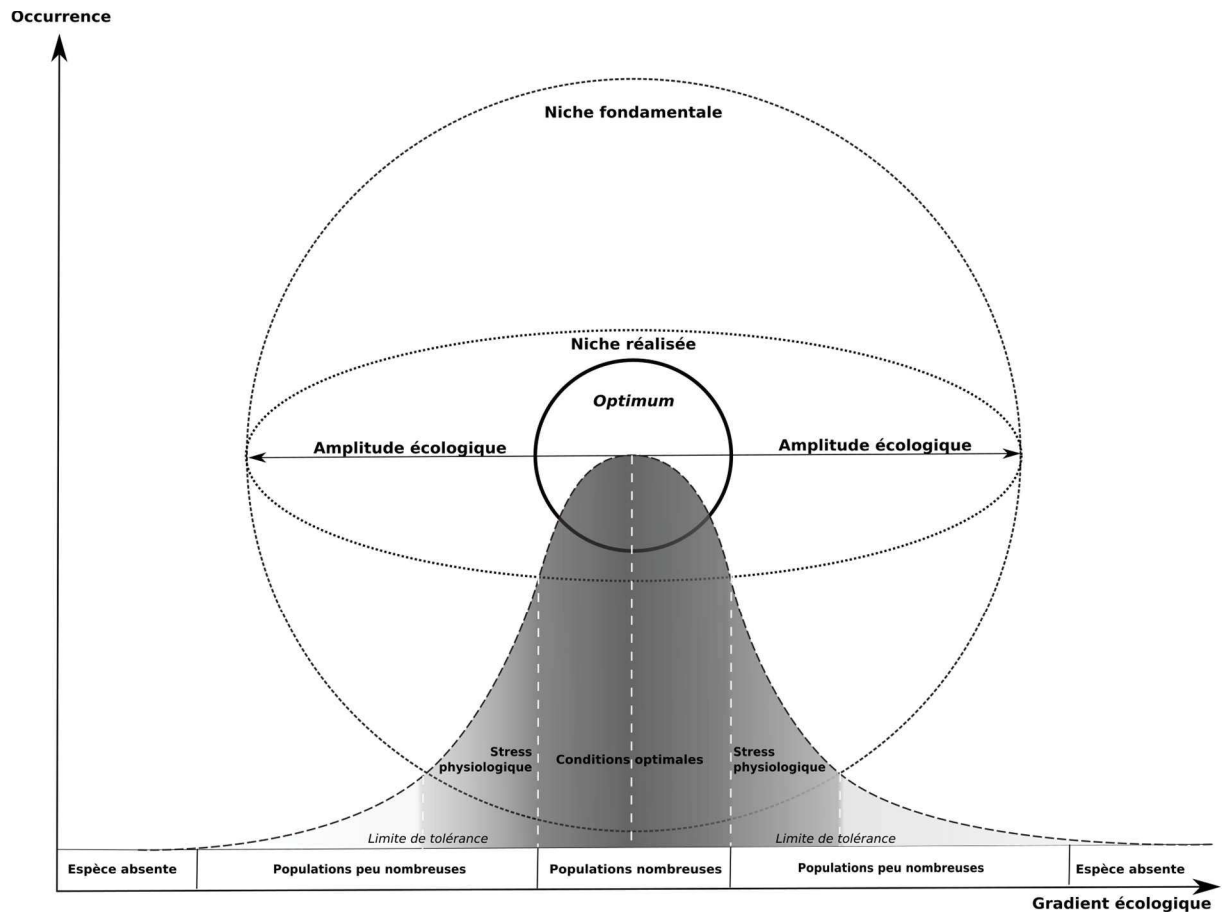 Occurrence
Niche fondamentale
Niche réalisée
Optimum
Amplitude écologique
Amplitude écologique
Stress
physiologique
Conditions optimales
Stress
physiologique
Limite de tolérance
Limite de tolérance
Espèce absente
Populations peu nombreuses
Populations nombreuses
Populations peu nombreuses
Espèce absente
Gradient écologique